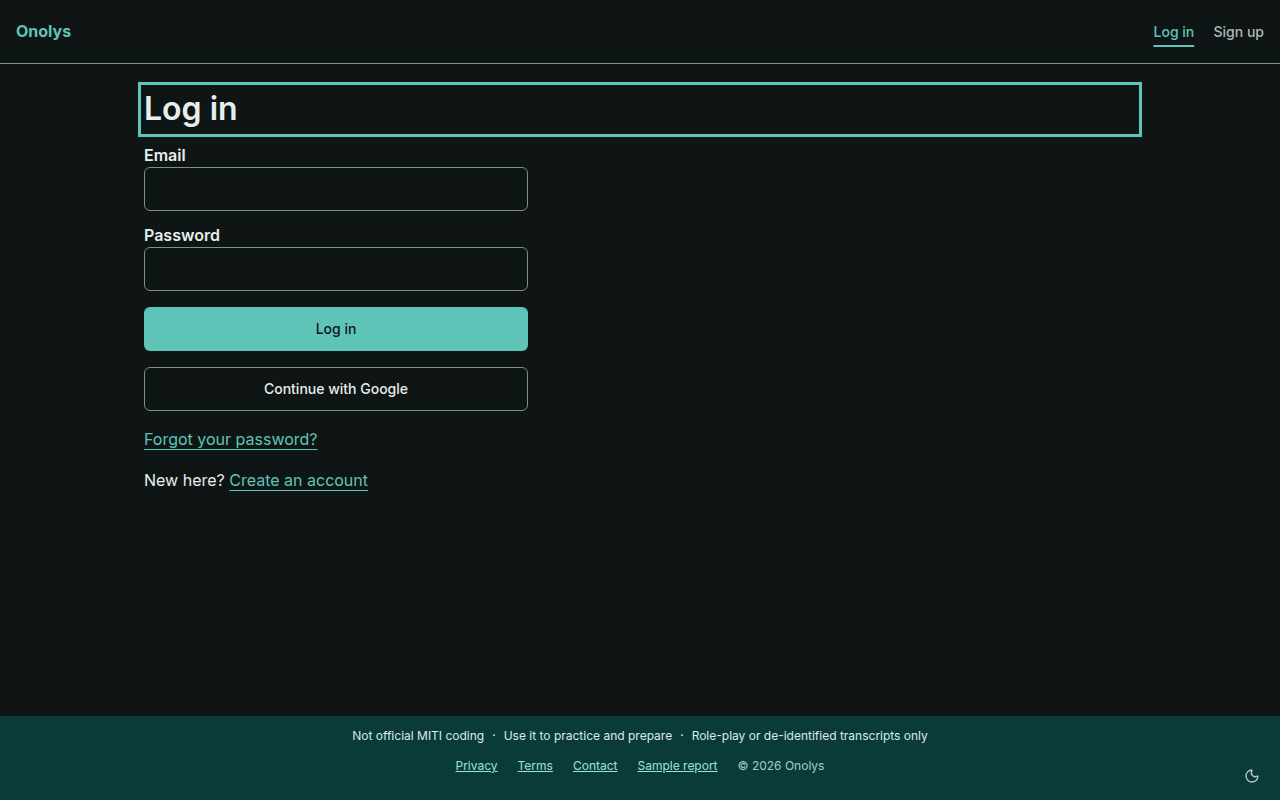 Onolys
Log in Sign up
Log in
Email
Password
Log in
Continue with Google
Forgot your password?
New here? Create an account
Not official MITI coding · Use it to practice and prepare · Role-play or de-identified transcripts only
Privacy Terms Contact Sample report © 2026 Onolys